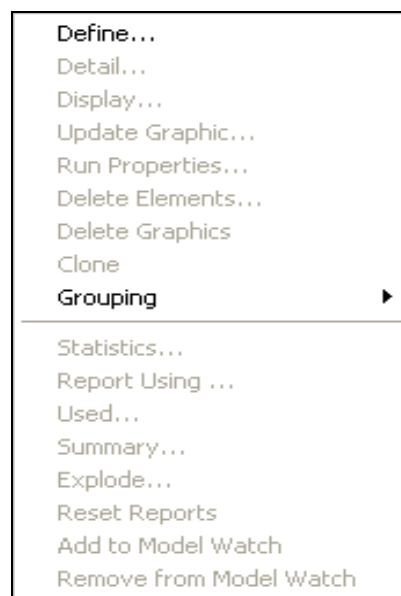 Define...
Detail...
Display...
Update Graphic...
Run Properties...
Delete Elements...
Delete Graphics
Clone
Grouping
Statistics...
Report Using ...
Used...
Summary...
Explode...
Reset Reports
Add to Model Watch
Remove from Model Watch